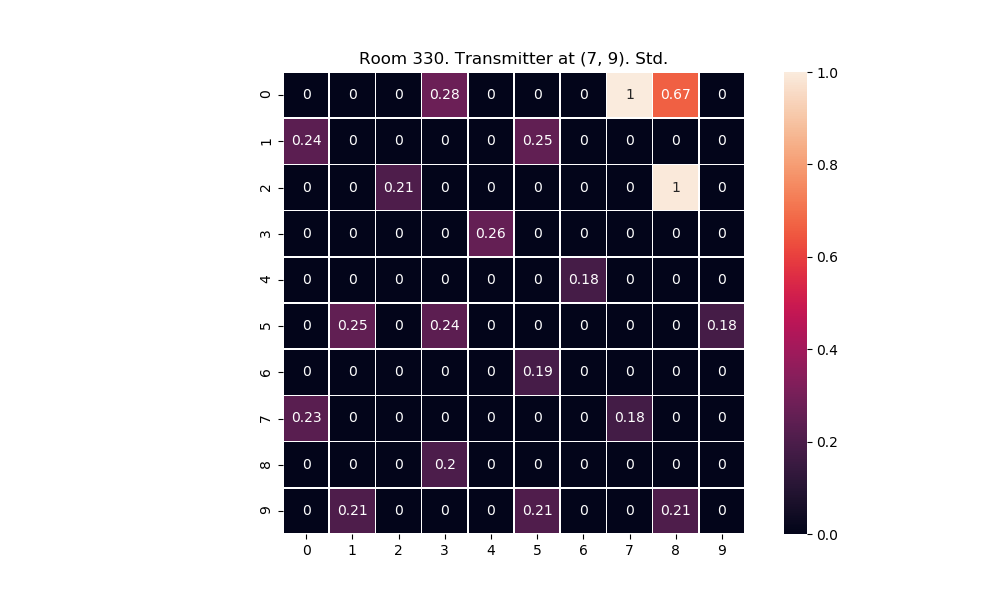 Room 330. Transmitter at (7, 9). Std.
0 0 0 0 0.28 0 0 0 1 0.67 0 1.0
1 0.24 0 0 0 0 0.25 0 0 0 0
2 0 0 0.21 0 0 0 0 0 1 0 0.8
3 0 0 0 0 0.26 0 0 0 0 0 0.6
4 0 0 0 0 0 0 0.18 0 0 0
5 0 0.25 0 0.24 0 0 0 0 0 0.18 0.4
6 0 0 0 0 0 0.19 0 0 0 0
7 0.23 0 0 0 0 0 0 0.18 0 0 0.2
8 0 0 0 0.2 0 0 0 0 0 0
9 0 0.21 0 0 0 0.21 0 0 0.21 0 0.0
0 1 2 3 4 5 6 7 8 9